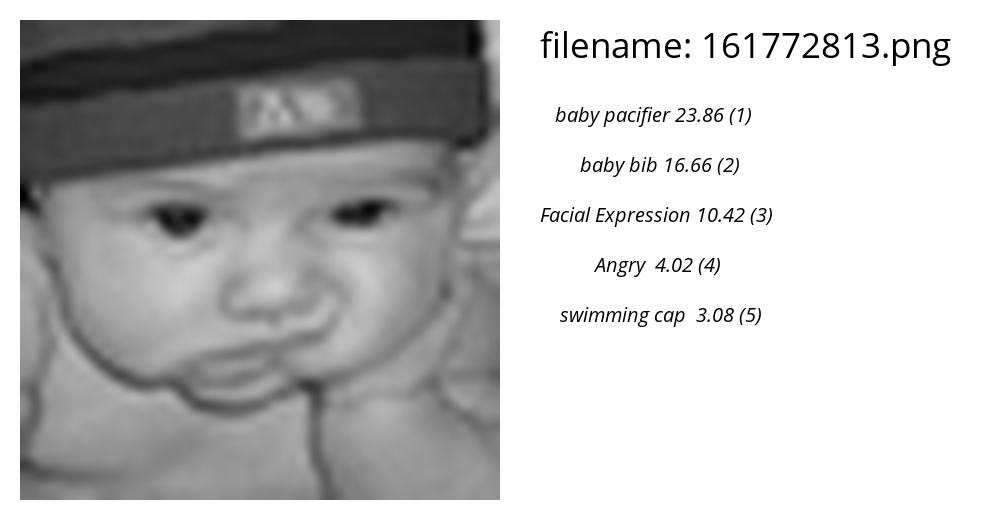 filename: 161772813.png
baby pacifier 23.86 (1)
baby bib 16.66 (2)
Facial Expression 10.42 (3)
Angry  4.02 (4)
swimming cap  3.08 (5)